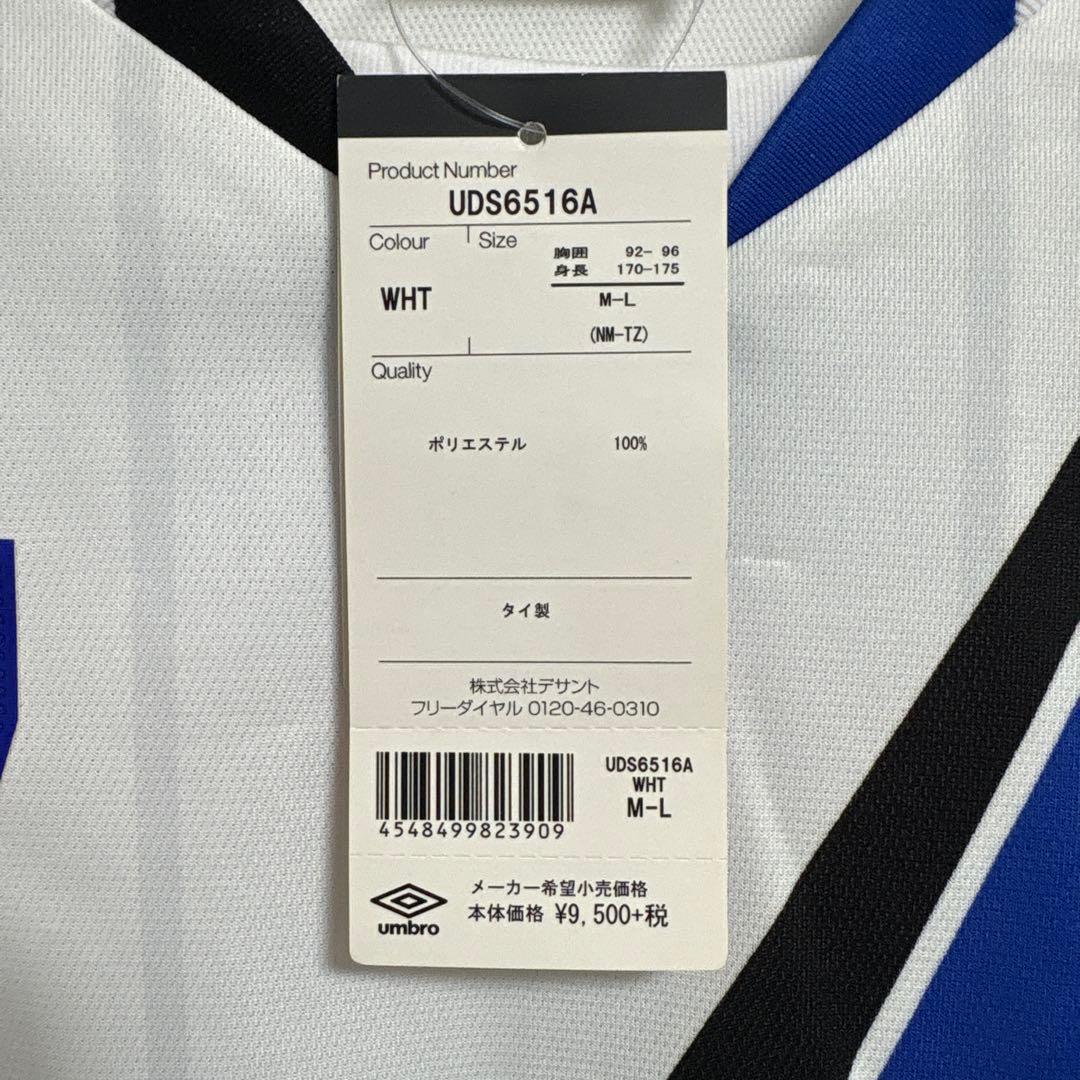 Product Number
UDS6516A
Colour
Size
胸囲 92- 96
身長 170-175
WHT
M-L
(NM-TZ)
Quality
ポリエステル 100%
タイ製
株式会社デサント
フリーダイヤル 0120-46-0310
4548499823909
UDS6516A
WHT
M-L
umbro
メーカー希望小売価格
本体価格 ¥9,500+税